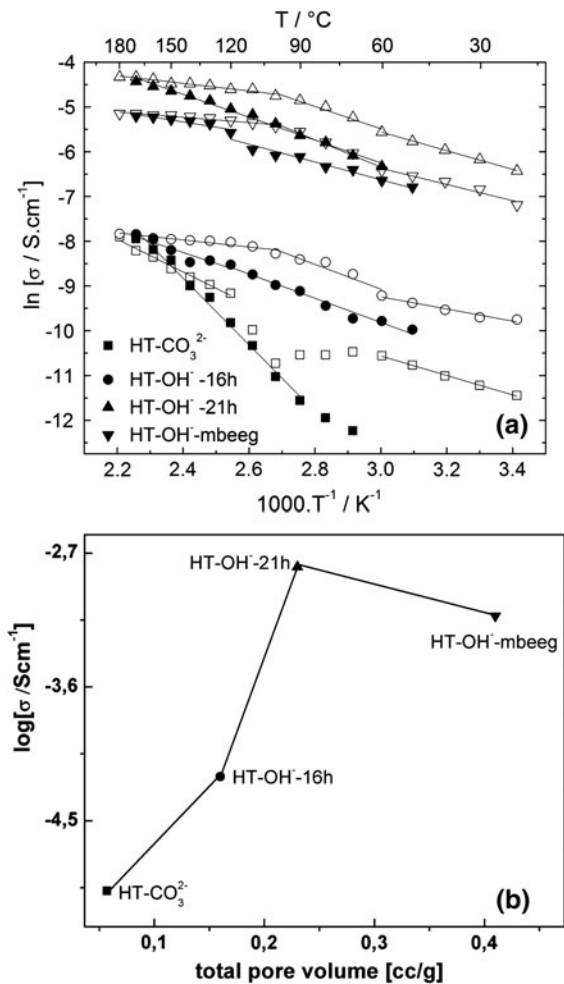 T / °C
180 150 120 90 60 30
-4
-5
-6
-7
-8
-9
-10
-11
-12
ln [σ / S.cm⁻¹]
HT-CO₃²⁻
HT-OH⁻-16h
HT-OH⁻-21h
HT-OH⁻-mbeeg
(a)
2.2 2.4 2.6 2.8 3.0 3.2 3.4
1000.T⁻¹ / K⁻¹
-2,7
-3,6
-4,5
log[σ /Scm⁻¹]
HT-OH⁻-21h
HT-OH⁻-mbeeg
HT-OH⁻-16h
HT-CO₃²⁻
(b)
0,1 0,2 0,3 0,4
total pore volume [cc/g]